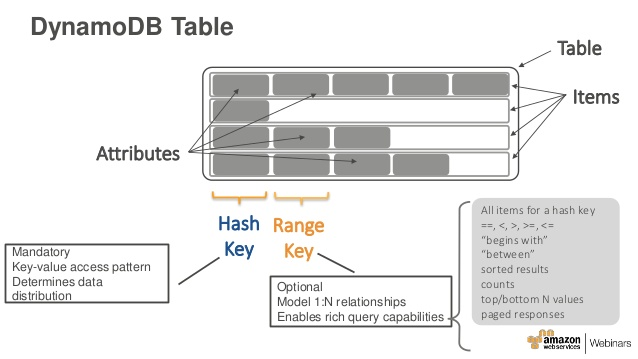 DynamoDB Table
Table
Items
Attributes
Hash
Key
Range
Key
Mandatory
Key-value access pattern
Determines data
distribution
Optional
Model 1:N relationships
Enables rich query capabilities
All items for a hash key
==, <, >, >=, <=
“begins with”
“between”
sorted results
counts
top/bottom N values
paged responses
amazon
webservices
Webinars